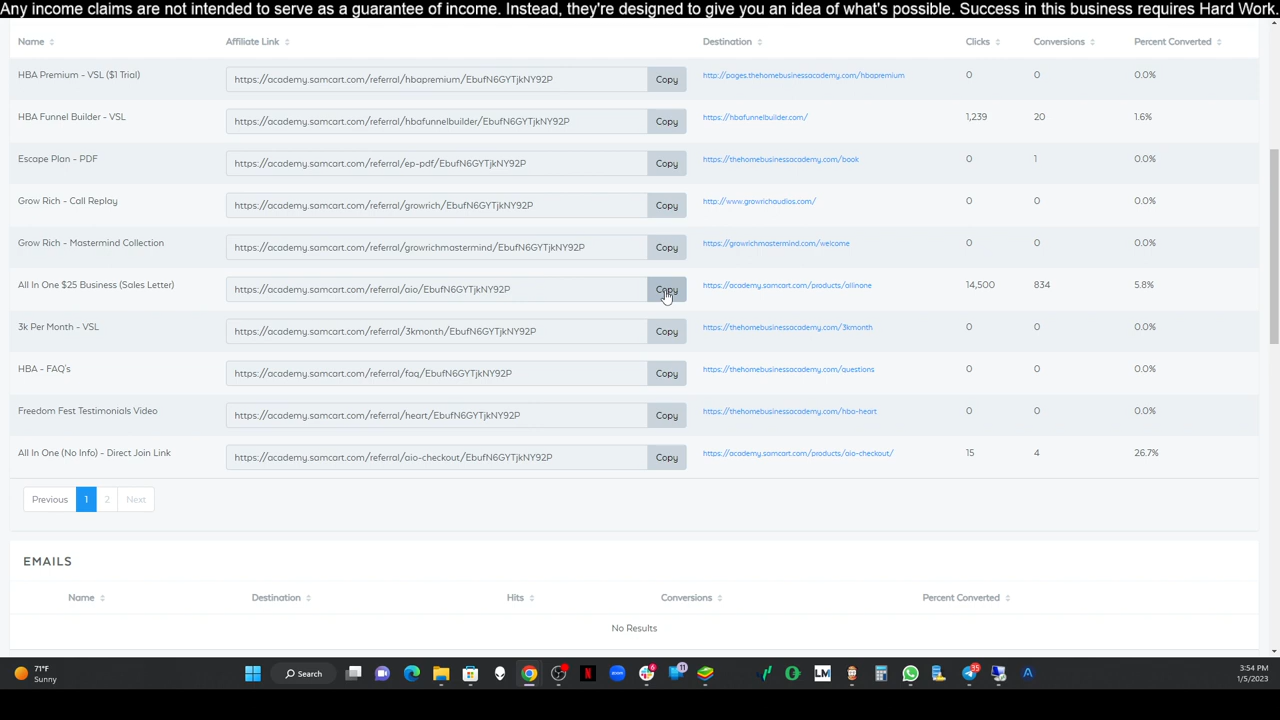 Any income claims are not intended to serve as a guarantee of income. Instead, they're designed to give you an idea of what's possible. Success in this business requires Hard Work.
Name Affiliate Link Destination Clicks Conversions Percent Converted
HBA Premium - VSL ($1 Trial) https://academy.samcart.com/referral/hbapremium/EbufN6GYTjkNY92P Copy http://pages.thehomebusinessacademy.com/hbapremium 0 0 0.0%
HBA Funnel Builder - VSL https://academy.samcart.com/referral/hbafunnelbuilder/EbufN6GYTjkNY92P Copy https://hbafunnelbuilder.com/ 1,239 20 1.6%
Escape Plan - PDF https://academy.samcart.com/referral/ep-pdf/EbufN6GYTjkNY92P Copy https://thehomebusinessacademy.com/book 0 1 0.0%
Grow Rich - Call Replay https://academy.samcart.com/referral/growrich/EbufN6GYTjkNY92P Copy http://www.growrichaudios.com/ 0 0 0.0%
Grow Rich - Mastermind Collection https://academy.samcart.com/referral/growrichmastermind/EbufN6GYTjkNY92P Copy https://growrichmastermind.com/welcome 0 0 0.0%
All In One $25 Business (Sales Letter) https://academy.samcart.com/referral/aio/EbufN6GYTjkNY92P Copy https://academy.samcart.com/products/allinone 14,500 834 5.8%
3k Per Month - VSL https://academy.samcart.com/referral/3kmonth/EbufN6GYTjkNY92P Copy https://thehomebusinessacademy.com/3kmonth 0 0 0.0%
HBA - FAQ's https://academy.samcart.com/referral/faq/EbufN6GYTjkNY92P Copy https://thehomebusinessacademy.com/questions 0 0 0.0%
Freedom Fest Testimonials Video https://academy.samcart.com/referral/heart/EbufN6GYTjkNY92P Copy https://thehomebusinessacademy.com/hba-heart 0 0 0.0%
All In One (No Info) - Direct Join Link https://academy.samcart.com/referral/aio-checkout/EbufN6GYTjkNY92P Copy https://academy.samcart.com/products/aio-checkout/ 15 4 26.7%
Previous 1 2 Next
EMAILS
Name Destination Hits Conversions Percent Converted
No Results
71°F
Sunny
Search
zoom
6
11
LM
35
3:54 PM
1/5/2023